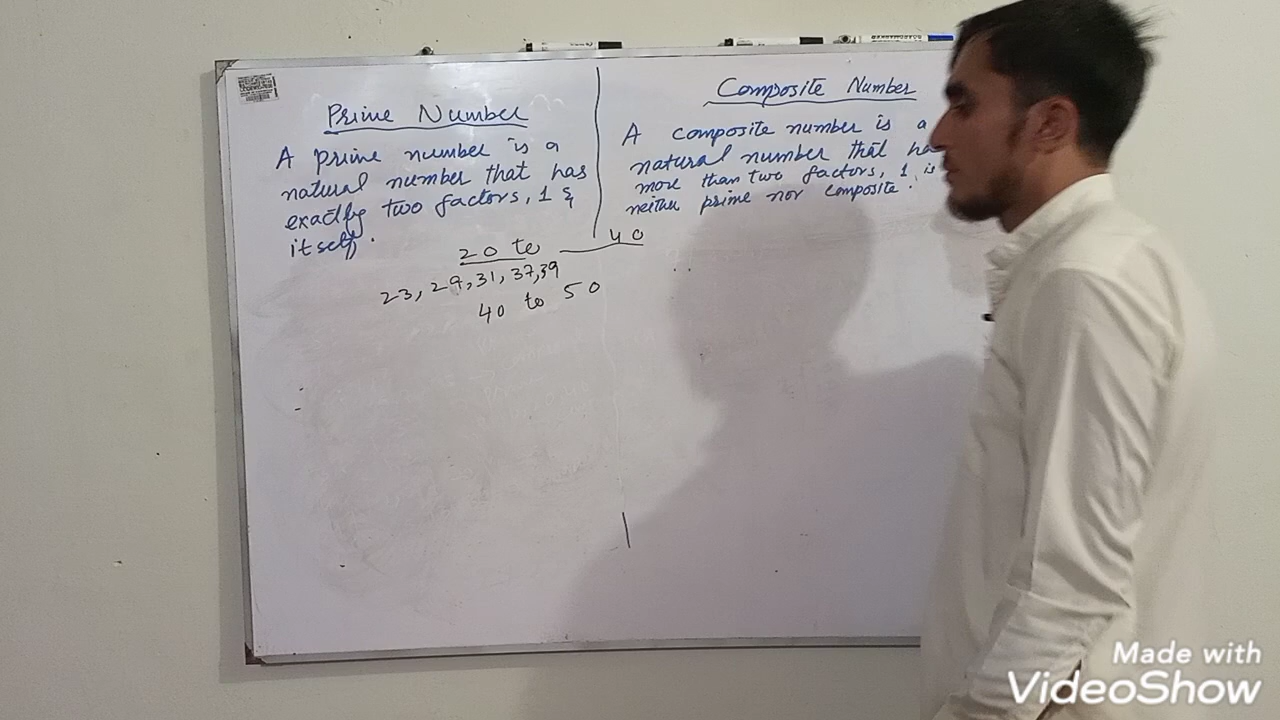 Prime Number
A prime number is a
natural number that has
exactly two factors, 1 &
itself.
Composite Number
A composite number is a
natural number that ha
more than two factors, 1 is
neither prime nor composite.
20 to 40
23, 29, 31, 37, 39
40 to 50
Made with
VideoShow